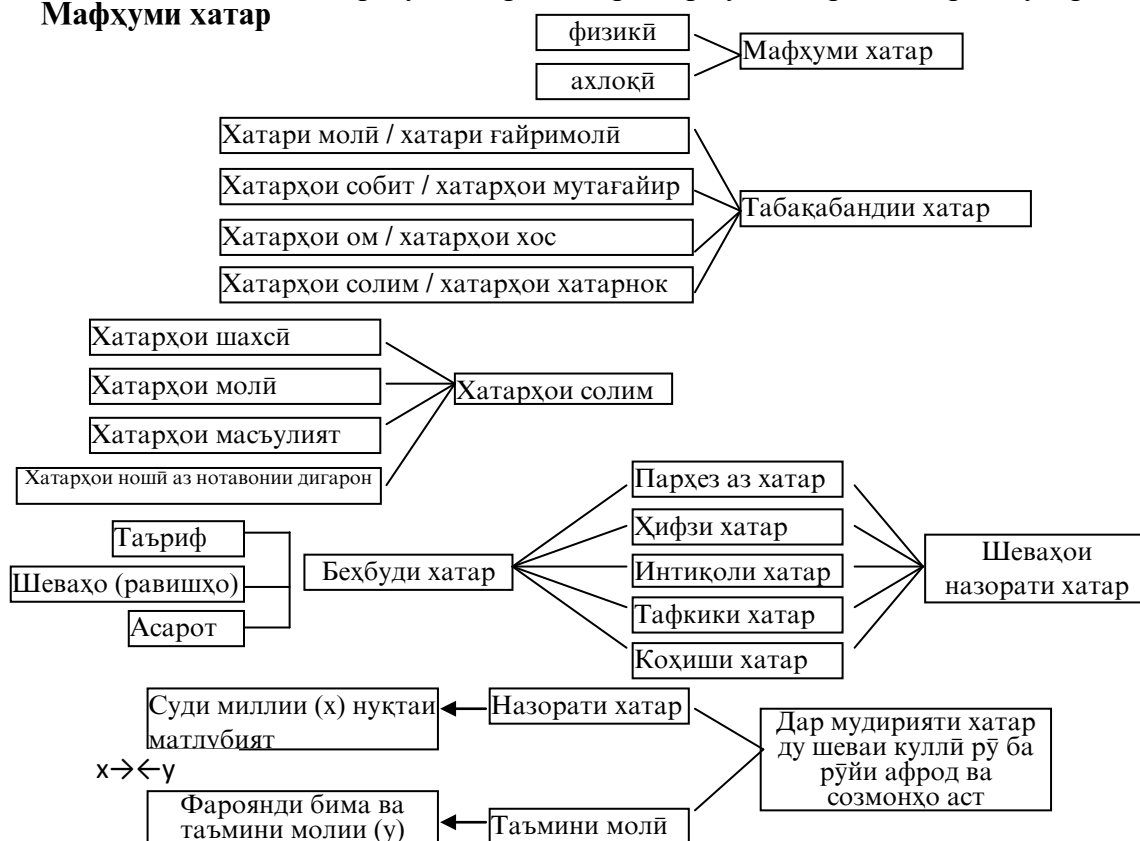 Мафҳуми хатар
физикӣ
Мафҳуми хатар
ахлоқӣ
Хатари молӣ / хатари ғайримолӣ
Хатарҳои собит / хатарҳои мутағайир
Табақабандии хатар
Хатарҳои ом / хатарҳои хос
Хатарҳои солим / хатарҳои хатарнок
Хатарҳои шахсӣ
Хатарҳои молӣ
Хатарҳои солим
Хатарҳои масъулият
Хатарҳои ношӣ аз нотавонии дигарон
Парҳез аз хатар
Ҳифзи хатар
Интиқоли хатар
Тафкики хатар
Коҳиши хатар
Шеваҳои
назорати хатар
Беҳбуди хатар
Таъриф
Шеваҳо (равишҳо)
Асарот
Суди миллии (х) нуқтаи
матлубият
Назорати хатар
Дар мудирияти хатар
ду шеваи куллӣ рӯ ба
рӯйи афрод ва
созмонҳо аст
x→←y
Фароянди бима ва
таъмини молии (у)
Таъмини молӣ